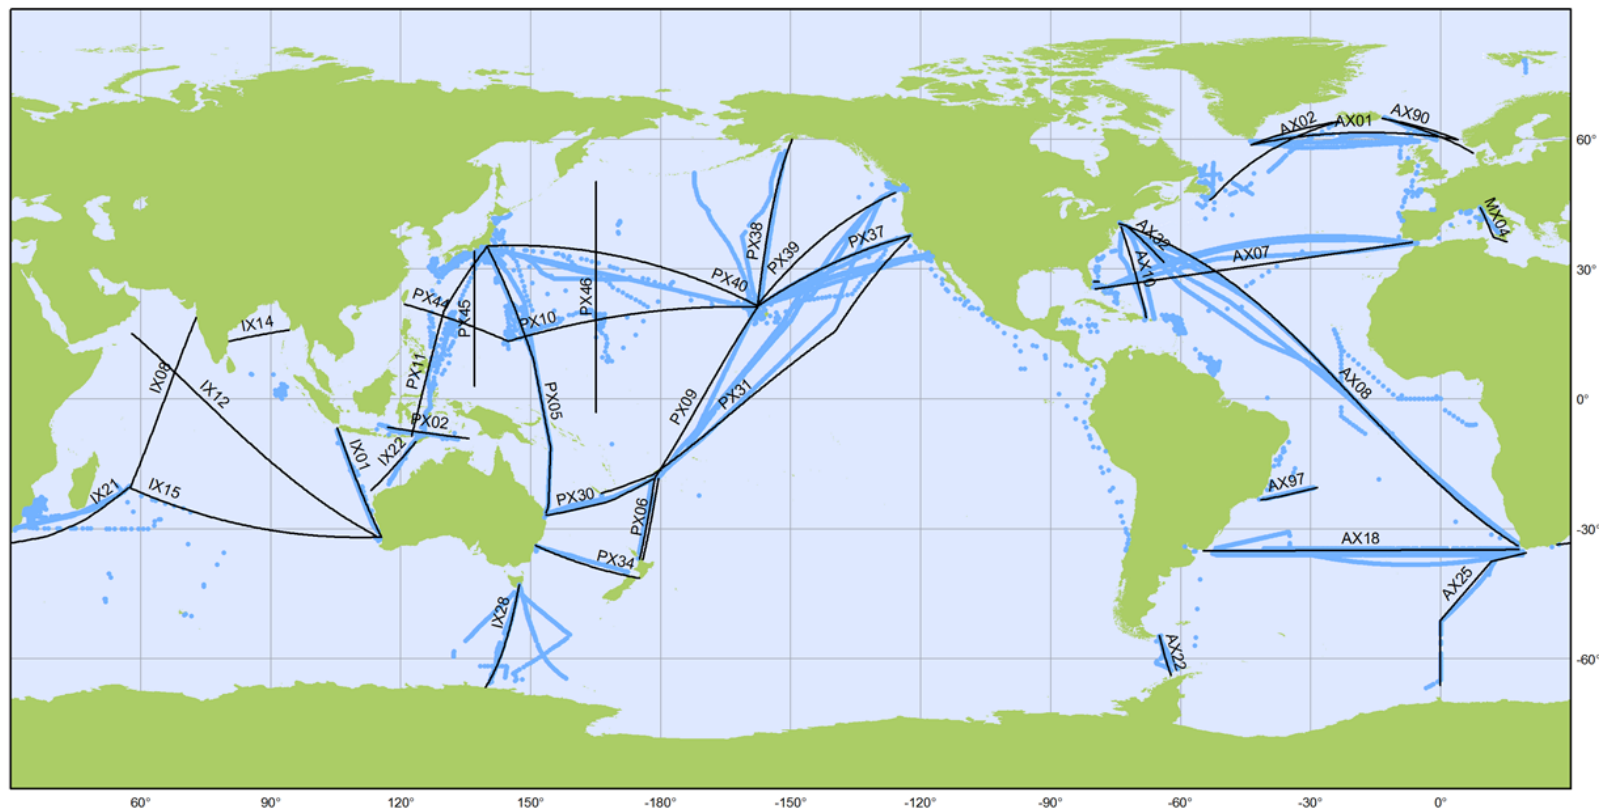 AX02
AX01
AX90
60°
MX04
AX32
PX38
PX39
PX37
AX10
AX07
30°
PX40
PX44
PX45
PX46
PX10
IX14
PX11
IX08
IX12
PX05
PX09
PX31
AX08
0°
PX02
IX01
IX22
IX21
IX15
PX30
PX06
AX97
-30°
AX18
PX34
AX25
IX28
AX22
-60°
60°
90°
120°
150°
-180°
-150°
-120°
-90°
-60°
-30°
0°